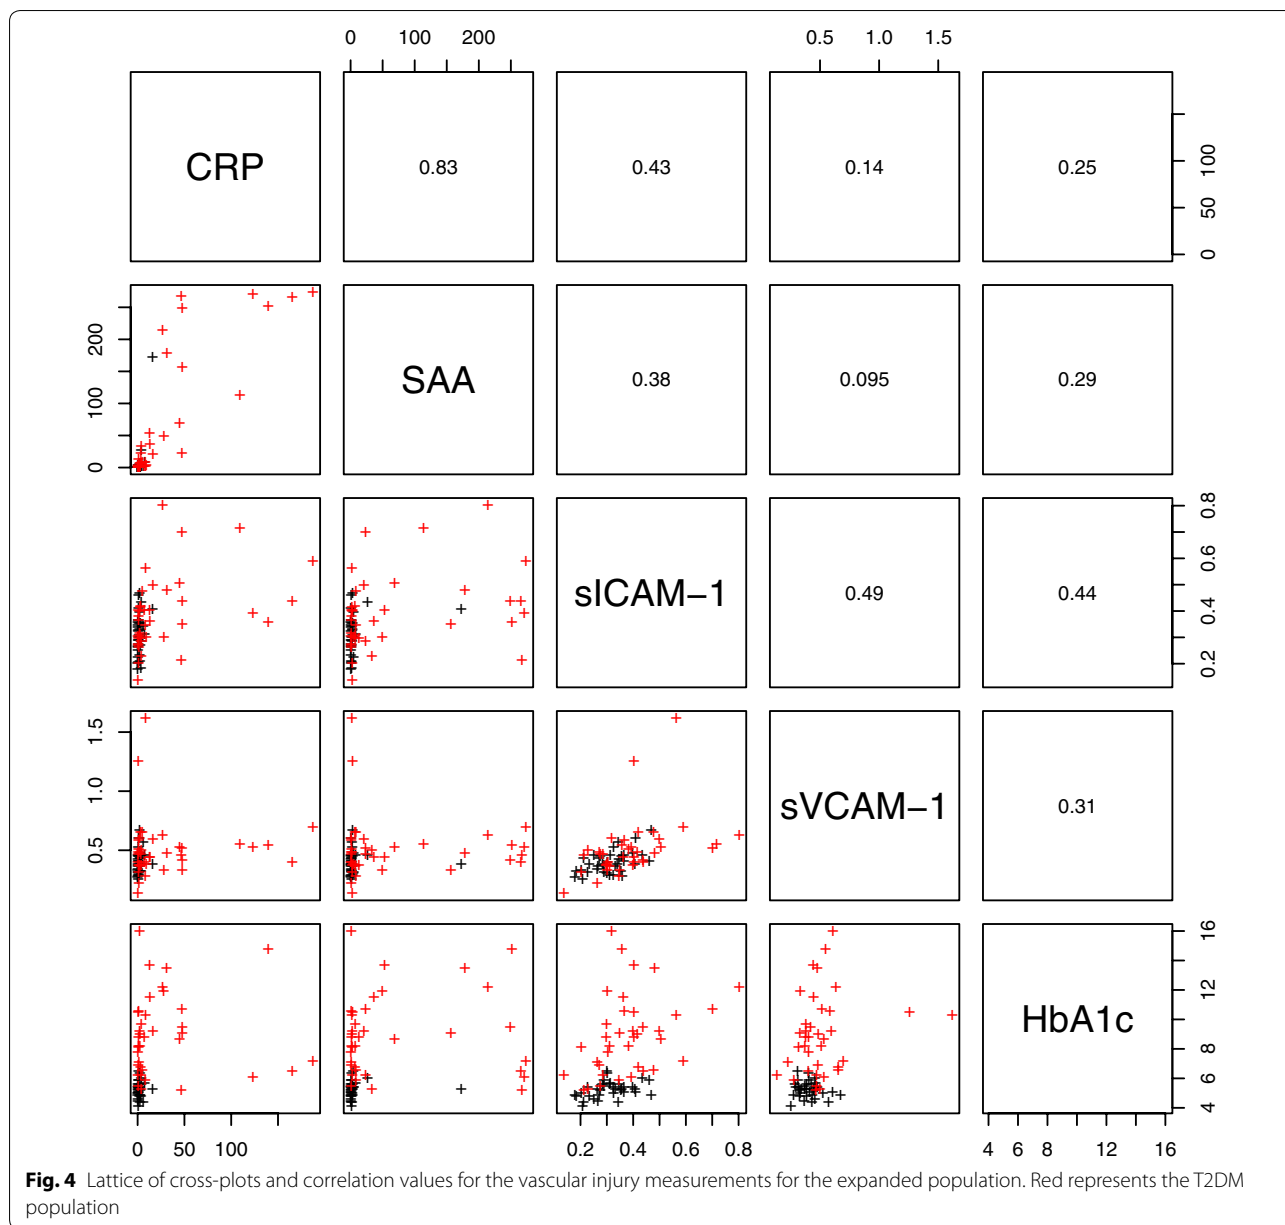 0 100 200
0.5 1.0 1.5
CRP 0.83 0.43 0.14 0.25
0 50 100
SAA 0.38 0.095 0.29
0 100 200
sICAM−1 0.49 0.44
0.2 0.4 0.6 0.8
sVCAM−1 0.31
0.5 1.0 1.5
HbA1c
4 6 8 12 16
0 50 100
0.2 0.4 0.6 0.8
4 6 8 12 16
Fig. 4 Lattice of cross-plots and correlation values for the vascular injury measurements for the expanded population. Red represents the T2DM
population